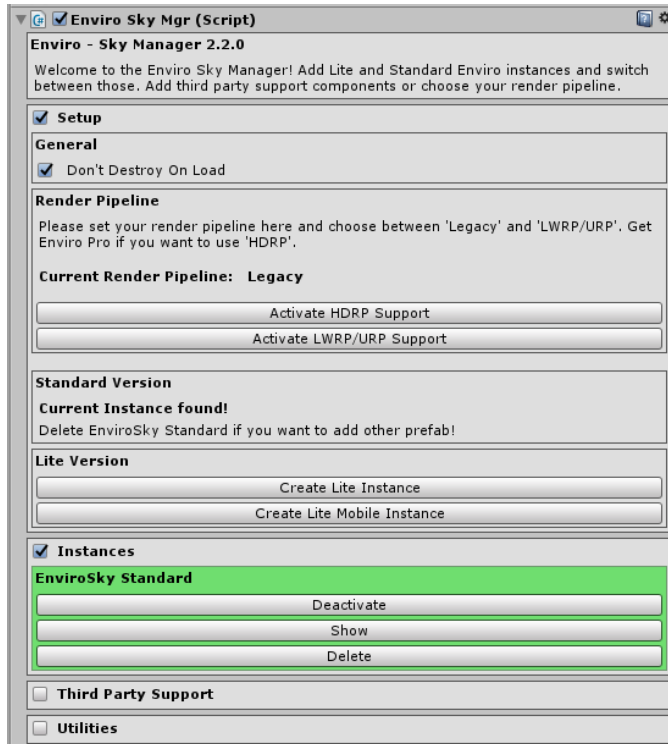 Enviro Sky Mgr (Script)
Enviro - Sky Manager 2.2.0
Welcome to the Enviro Sky Manager! Add Lite and Standard Enviro instances and switch
between those. Add third party support components or choose your render pipeline.
Setup
General
Don't Destroy On Load
Render Pipeline
Please set your render pipeline here and choose between 'Legacy' and 'LWRP/URP'. Get
Enviro Pro if you want to use 'HDRP'.
Current Render Pipeline: Legacy
Activate HDRP Support
Activate LWRP/URP Support
Standard Version
Current Instance found!
Delete EnviroSky Standard if you want to add other prefab!
Lite Version
Create Lite Instance
Create Lite Mobile Instance
Instances
EnviroSky Standard
Deactivate
Show
Delete
Third Party Support
Utilities